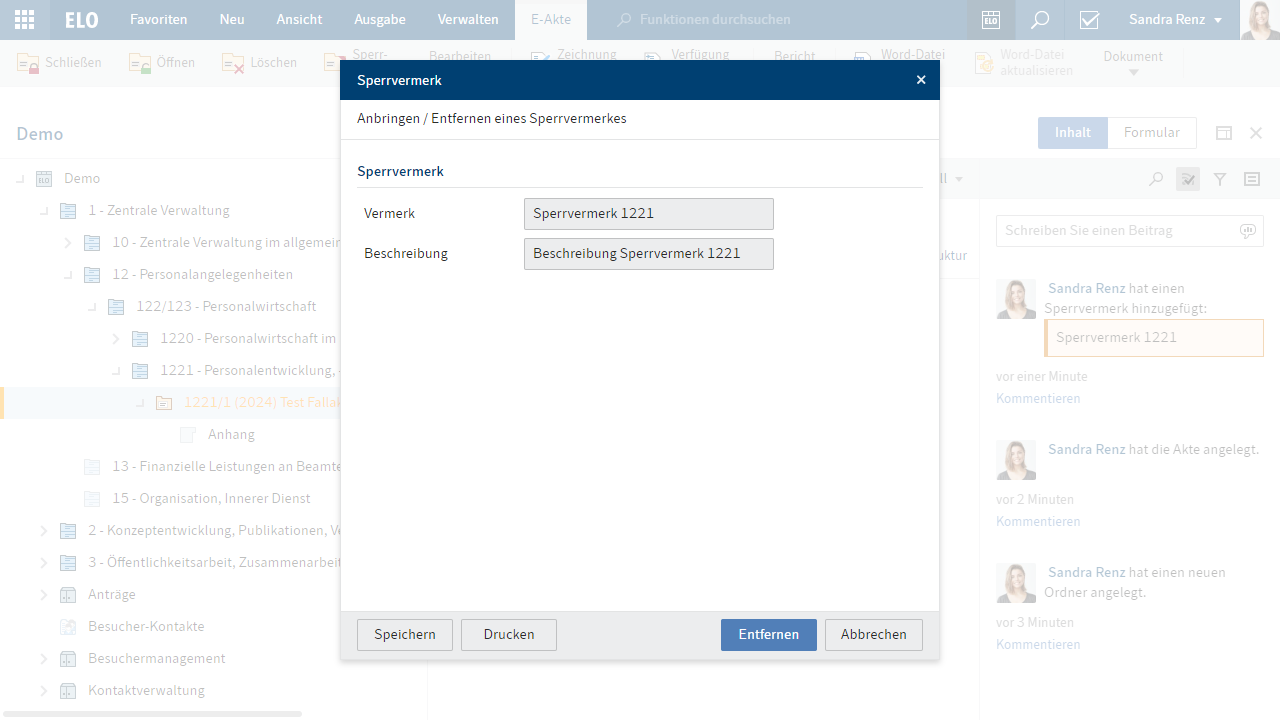 ELO Favoriten Neu Ansicht Ausgabe Verwalten E-Akte Funktionen durchsuchen ELO Sandra Renz
Schließen Öffnen Löschen Sperr- Bearbeiten Zeichnung Verfügung Bericht Word-Datei Word-Datei aktualisieren Dokument
Sperrvermerk
Anbringen / Entfernen eines Sperrvermerkes
Sperrvermerk
Vermerk Sperrvermerk 1221
Beschreibung Beschreibung Sperrvermerk 1221
Speichern Drucken Entfernen Abbrechen
Demo
Inhalt Formular
ELO Demo
1 - Zentrale Verwaltung
10 - Zentrale Verwaltung im allgemein
12 - Personalangelegenheiten
122/123 - Personalwirtschaft
1220 - Personalwirtschaft im
1221 - Personalentwicklung,
1221/1 (2024) Test Fallak
Anhang
13 - Finanzielle Leistungen an Beamte
15 - Organisation, Innerer Dienst
2 - Konzeptentwicklung, Publikationen, Ve
3 - Öffentlichkeitsarbeit, Zusammenarbeit
Anträge
Besucher-Kontakte
Besuchermanagement
Kontaktverwaltung
ll
uktur
Schreiben Sie einen Beitrag
Sandra Renz hat einen
Sperrvermerk hinzugefügt:
Sperrvermerk 1221
vor einer Minute
Kommentieren
Sandra Renz hat die Akte angelegt.
vor 2 Minuten
Kommentieren
Sandra Renz hat einen neuen
Ordner angelegt.
vor 3 Minuten
Kommentieren